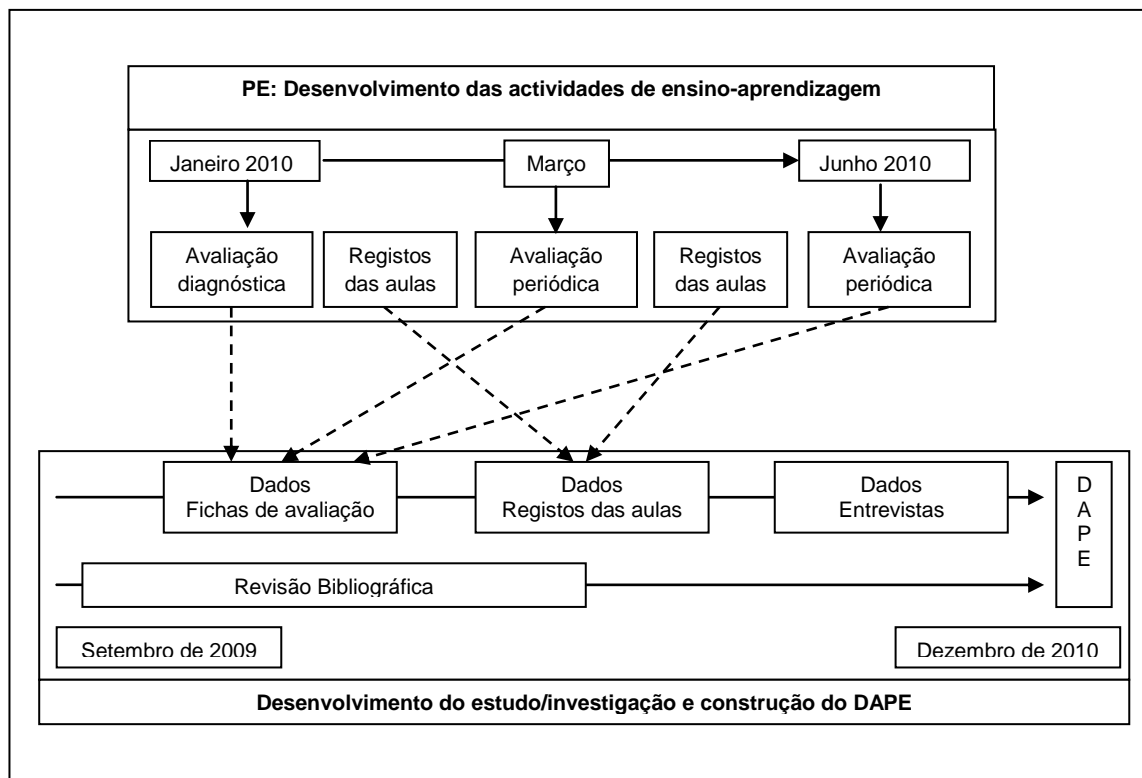 PE: Desenvolvimento das actividades de ensino-aprendizagem
Janeiro 2010
Março
Junho 2010
Avaliação
diagnóstica
Registos
das aulas
Avaliação
periódica
Registos
das aulas
Avaliação
periódica
Dados
Fichas de avaliação
Dados
Registos das aulas
Dados
Entrevistas
D
A
P
E
Revisão Bibliográfica
Setembro de 2009
Dezembro de 2010
Desenvolvimento do estudo/investigação e construção do DAPE